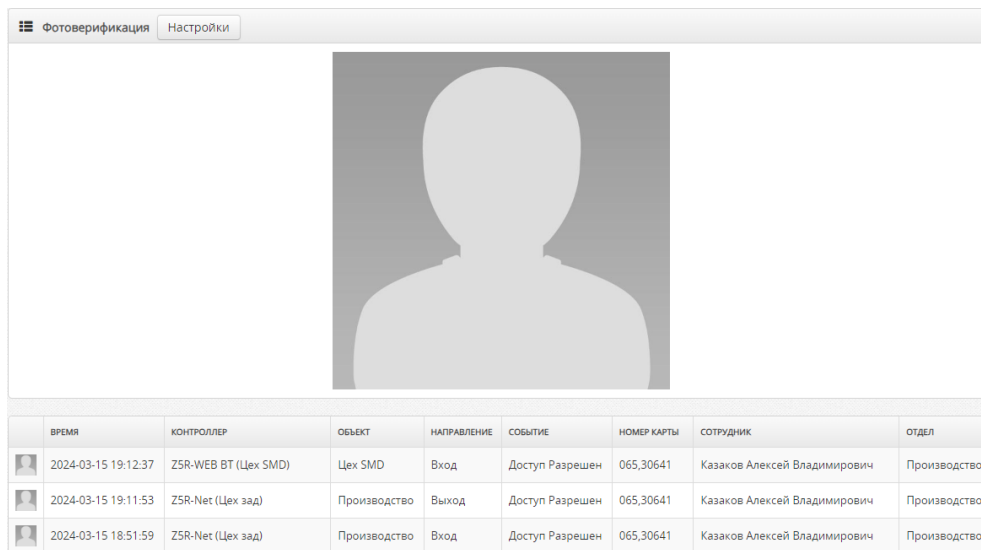 Фотоверификация Настройки
ВРЕМЯ КОНТРОЛЛЕР ОБЪЕКТ НАПРАВЛЕНИЕ СОБЫТИЕ НОМЕР КАРТЫ СОТРУДНИК ОТДЕЛ
2024-03-15 19:12:37 Z5R-WEB BT (Цех SMD) Цех SMD Вход Доступ Разрешен 065,30641 Казаков Алексей Владимирович Производство
2024-03-15 19:11:53 Z5R-Net (Цех зад) Производство Выход Доступ Разрешен 065,30641 Казаков Алексей Владимирович Производство
2024-03-15 18:51:59 Z5R-Net (Цех зад) Производство Вход Доступ Разрешен 065,30641 Казаков Алексей Владимирович Производство